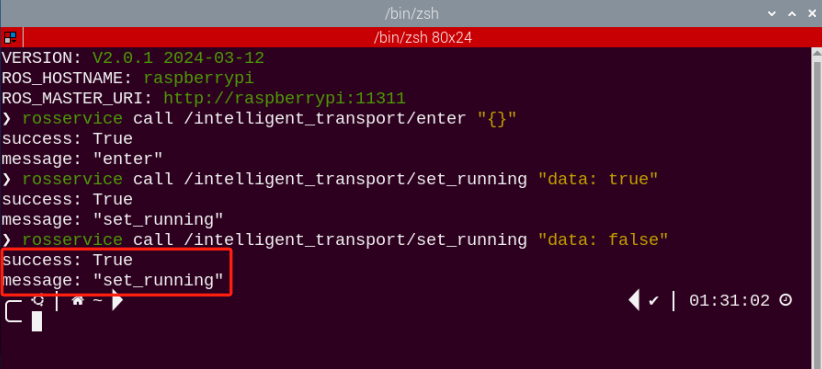 /bin/zsh
/bin/zsh 80x24
VERSION: V2.0.1 2024-03-12
ROS_HOSTNAME: raspberrypi
ROS_MASTER_URI: http://raspberrypi:11311
❯ rosservice call /intelligent_transport/enter "{}"
success: True
message: "enter"
❯ rosservice call /intelligent_transport/set_running "data: true"
success: True
message: "set_running"
❯ rosservice call /intelligent_transport/set_running "data: false"
success: True
message: "set_running"
~ ✔ 01:31:02